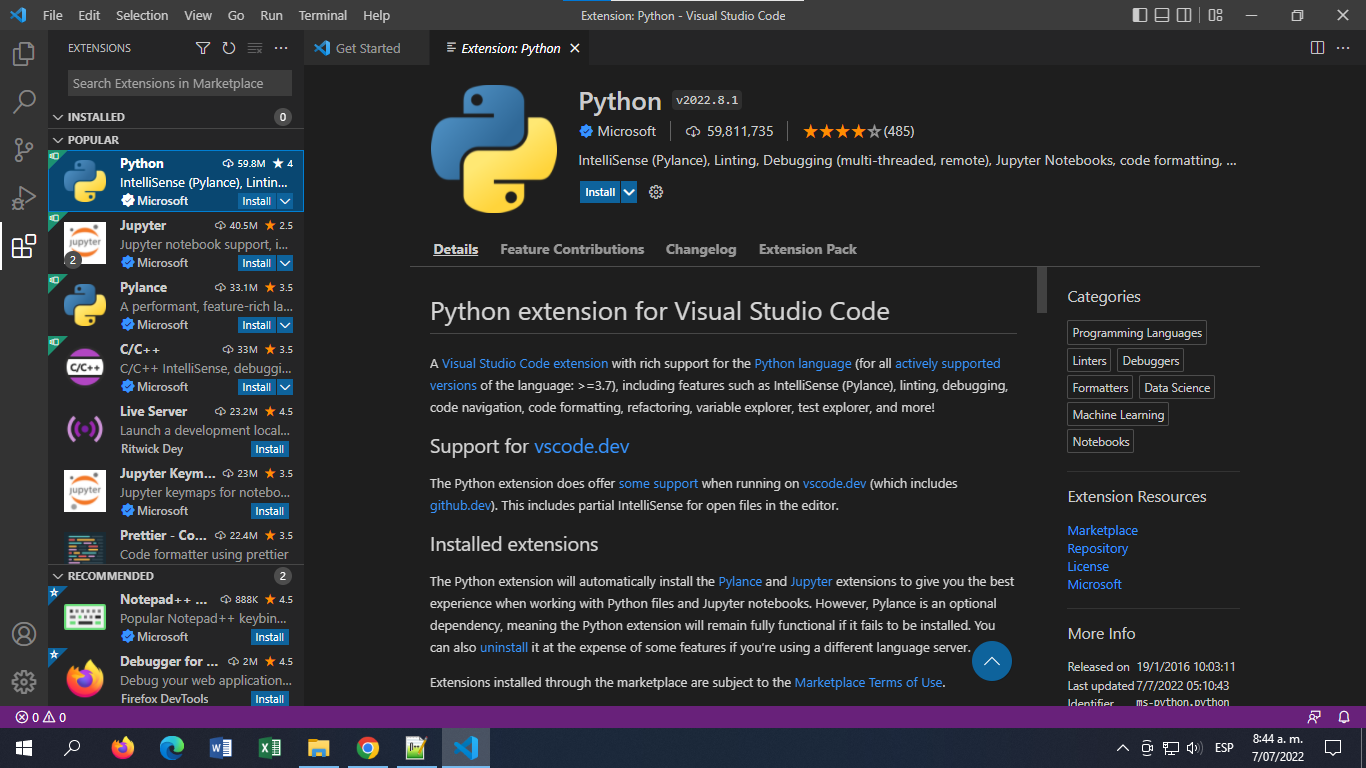 File Edit Selection View Go Run Terminal Help
Extension: Python - Visual Studio Code
EXTENSIONS
Search Extensions in Marketplace
INSTALLED 0
POPULAR
Python 59.8M 4
IntelliSense (Pylance), Lintin...
Microsoft Install
Jupyter 40.5M 2.5
Jupyter notebook support, i...
2 Microsoft Install
Pylance 33.1M 3.5
A performant, feature-rich la...
Microsoft Install
C/C++ 33M 3.5
C/C++ IntelliSense, debuggi...
Microsoft Install
Live Server 23.2M 4.5
Launch a development local...
Ritwick Dey Install
Jupyter Keym... 23M 3.5
Jupyter keymaps for notebo...
Microsoft Install
Prettier - Co... 22.4M 3.5
Code formatter using prettier
RECOMMENDED 2
Notepad++ ... 888K 4.5
Popular Notepad++ keybin...
Microsoft Install
Debugger for ... 2M 4.5
Debug your web application...
Firefox DevTools Install
Get Started
Extension: Python
Python v2022.8.1
Microsoft 59,811,735 (485)
IntelliSense (Pylance), Linting, Debugging (multi-threaded, remote), Jupyter Notebooks, code formatting, ...
Install
Details Feature Contributions Changelog Extension Pack
Python extension for Visual Studio Code
A Visual Studio Code extension with rich support for the Python language (for all actively supported
versions of the language: >=3.7), including features such as IntelliSense (Pylance), linting, debugging,
code navigation, code formatting, refactoring, variable explorer, test explorer, and more!
Support for vscode.dev
The Python extension does offer some support when running on vscode.dev (which includes
github.dev). This includes partial IntelliSense for open files in the editor.
Installed extensions
The Python extension will automatically install the Pylance and Jupyter extensions to give you the best
experience when working with Python files and Jupyter notebooks. However, Pylance is an optional
dependency, meaning the Python extension will remain fully functional if it fails to be installed. You
can also uninstall it at the expense of some features if you're using a different language server.
Extensions installed through the marketplace are subject to the Marketplace Terms of Use.
Categories
Programming Languages
Linters Debuggers
Formatters Data Science
Machine Learning
Notebooks
Extension Resources
Marketplace
Repository
License
Microsoft
More Info
Released on 19/1/2016 10:03:11
Last updated 7/7/2022 05:10:43
Identifier ms-python.python
0 0
ESP
8:44 a. m.
7/07/2022